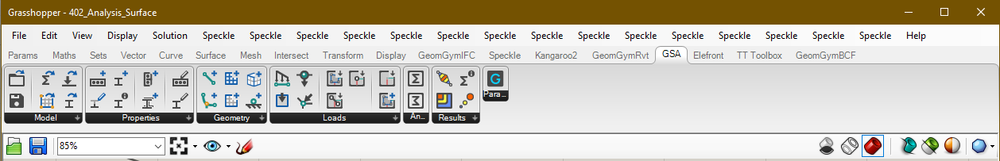 Grasshopper - 402_Analysis_Surface
File Edit View Display Solution Speckle Speckle Speckle Speckle Speckle Speckle Speckle Speckle Speckle Speckle Speckle Speckle Help
Params Maths Sets Vector Curve Surface Mesh Intersect Transform Display GeomGymIFC Speckle Kangaroo2 GeomGymRvt GSA Elefront TT Toolbox GeomGymBCF
G
Model Properties Geometry Loads An... Results Para...
85%